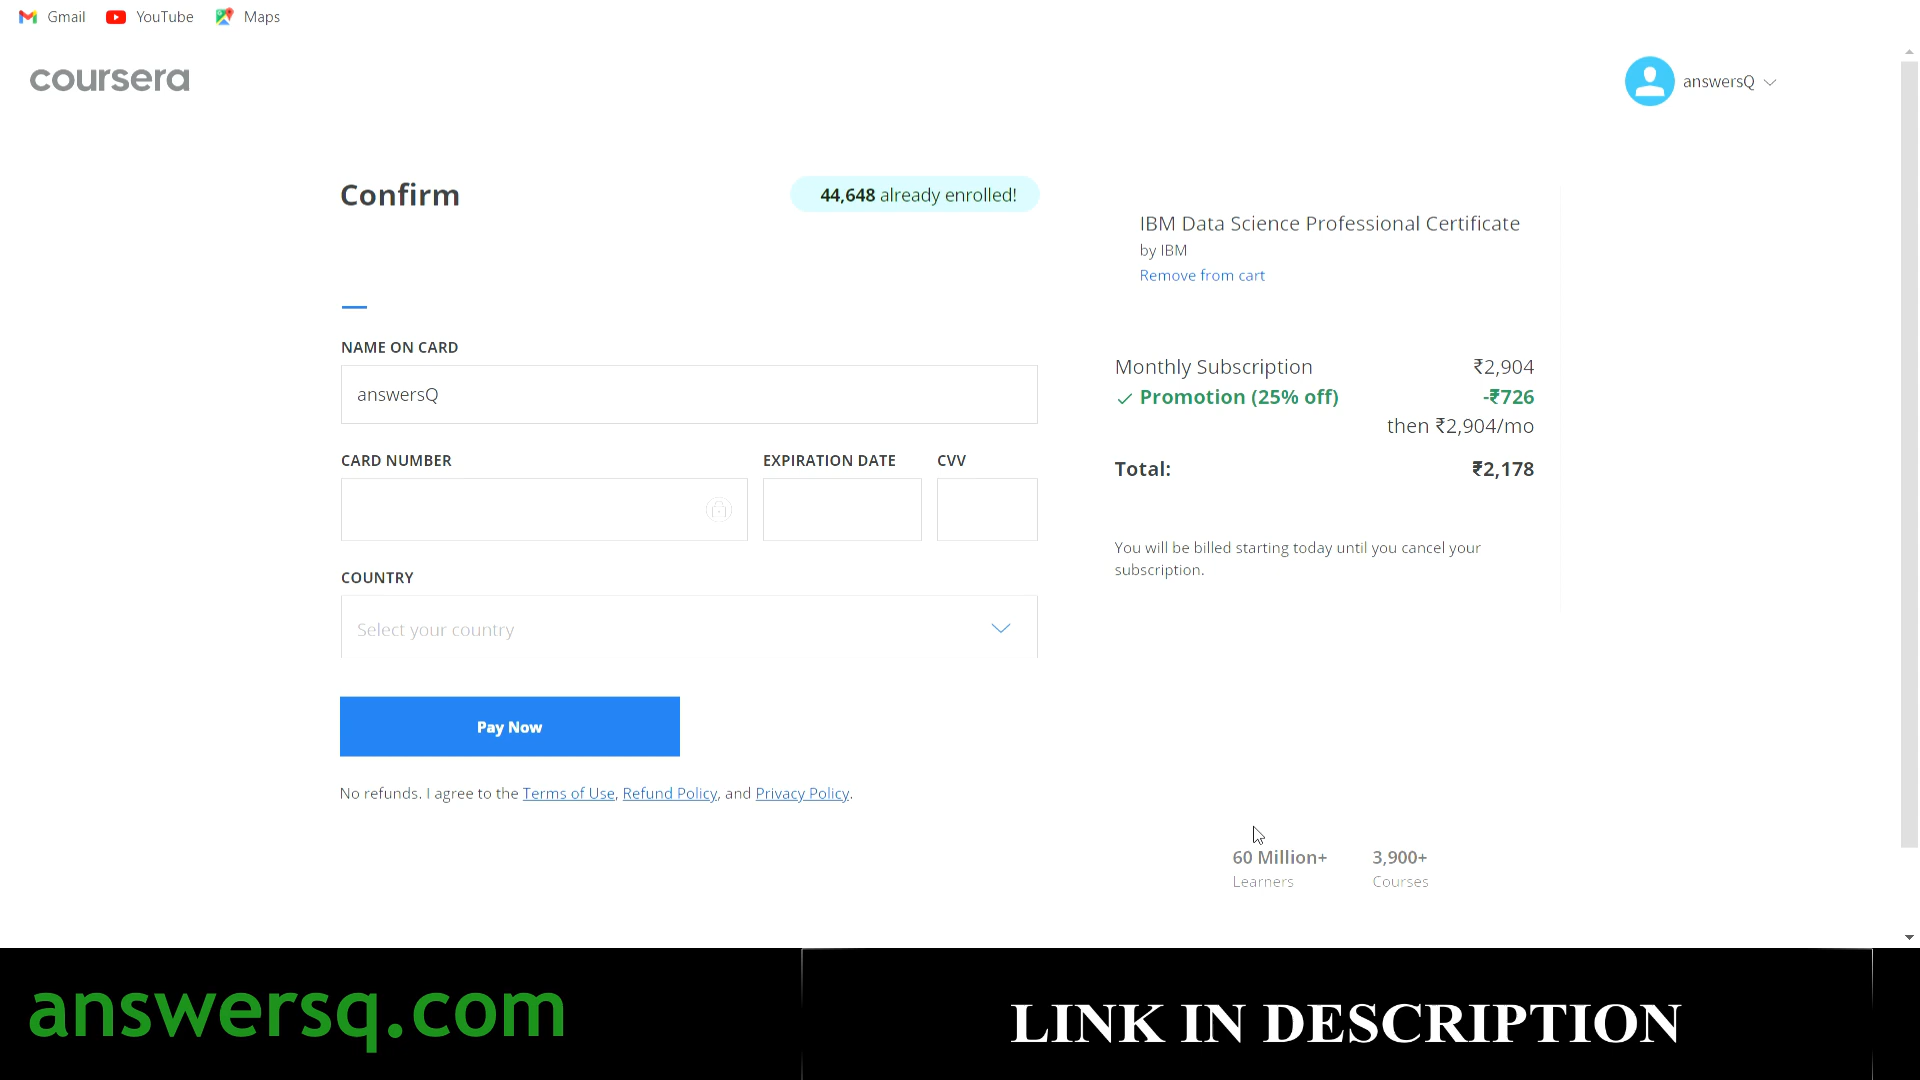 Gmail YouTube Maps
coursera
answersQ
Confirm
44,648 already enrolled!
NAME ON CARD
answersQ
CARD NUMBER EXPIRATION DATE CVV
COUNTRY
Select your country
Pay Now
No refunds. I agree to the Terms of Use, Refund Policy, and Privacy Policy.
IBM Data Science Professional Certificate
by IBM
Remove from cart
Monthly Subscription ₹2,904
Promotion (25% off) -₹726
then ₹2,904/mo
Total: ₹2,178
You will be billed starting today until you cancel your
subscription.
60 Million+ 3,900+
Learners Courses
answersq.com
LINK IN DESCRIPTION